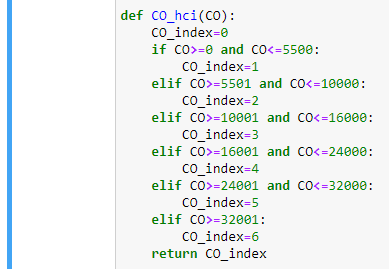 def CO_hci(CO):
    CO_index=0
    if CO>=0 and CO<=5500:
        CO_index=1
    elif CO>=5501 and CO<=10000:
        CO_index=2
    elif CO>=10001 and CO<=16000:
        CO_index=3
    elif CO>=16001 and CO<=24000:
        CO_index=4
    elif CO>=24001 and CO<=32000:
        CO_index=5
    elif CO>=32001:
        CO_index=6
    return CO_index